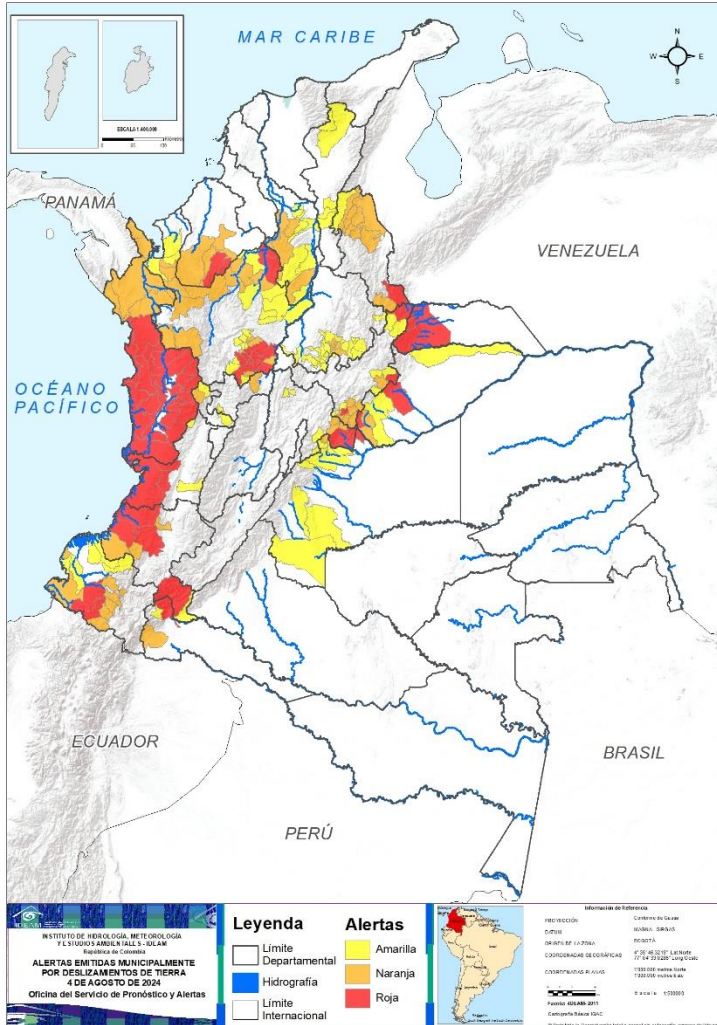 MAR CARIBE
N
W
E
S
ESCALA 1:400.000
PANAMÁ
VENEZUELA
OCÉANO
PACÍFICO
ECUADOR
BRASIL
PERÚ
IDEAM
INSTITUTO DE HIDROLOGÍA, METEOROLOGÍA
Y ESTUDIOS AMBIENTALES - IDEAM
República de Colombia
ALERTAS EMITIDAS MUNICIPALMENTE
POR DESLIZAMIENTOS DE TIERRA
4 DE AGOSTO DE 2024
Oficina del Servicio de Pronóstico y Alertas
Leyenda
Límite
Departamental
Hidrografía
Límite
Internacional
Alertas
Amarilla
Naranja
Roja
Información de Referencia
PROYECCIÓN
DATUM
ORIGEN DE LA ZONA
BOGOTÁ
COORDENADAS GEOGRÁFICAS
COORDENADAS PLANAS